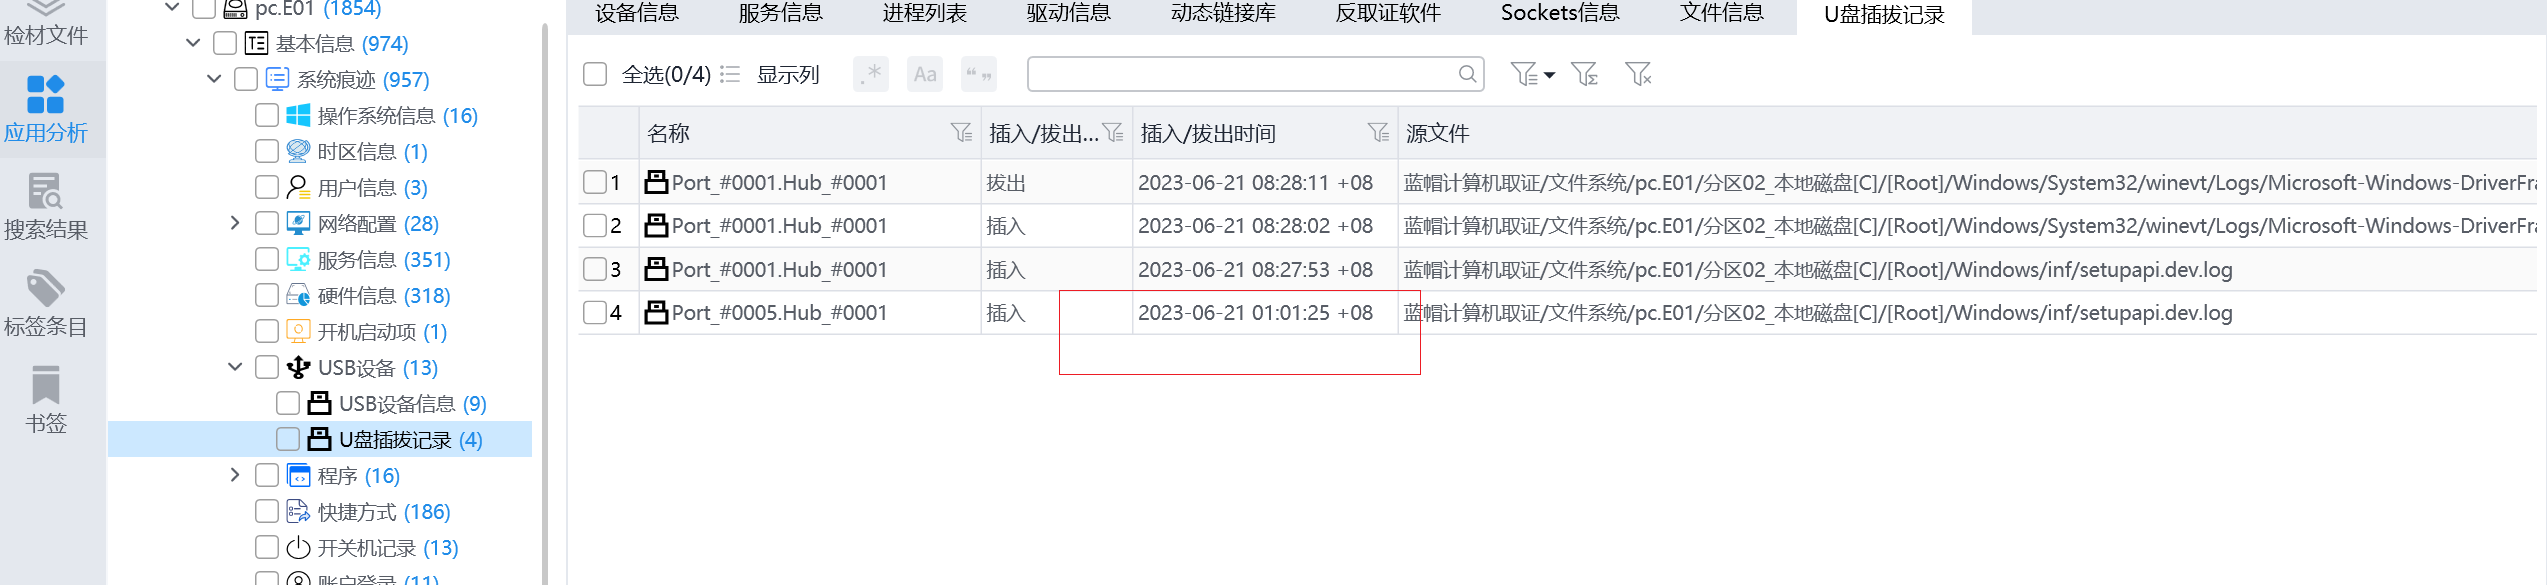 检材文件
应用分析
搜索结果
标签条目
书签
pc.E01 (1854)
基本信息 (974)
系统痕迹 (957)
操作系统信息 (16)
时区信息 (1)
用户信息 (3)
网络配置 (28)
服务信息 (351)
硬件信息 (318)
开机启动项 (1)
USB设备 (13)
USB设备信息 (9)
U盘插拔记录 (4)
程序 (16)
快捷方式 (186)
开关机记录 (13)
账户登录 (11)
设备信息 服务信息 进程列表 驱动信息 动态链接库 反取证软件 Sockets信息 文件信息 U盘插拔记录
全选(0/4) 显示列 .* Aa “ ”
名称 插入/拔出... 插入/拔出时间 源文件
1 Port_#0001.Hub_#0001 拔出 2023-06-21 08:28:11 +08 蓝帽计算机取证/文件系统/pc.E01/分区02_本地磁盘[C]/[Root]/Windows/System32/winevt/Logs/Microsoft-Windows-DriverFra
2 Port_#0001.Hub_#0001 插入 2023-06-21 08:28:02 +08 蓝帽计算机取证/文件系统/pc.E01/分区02_本地磁盘[C]/[Root]/Windows/System32/winevt/Logs/Microsoft-Windows-DriverFra
3 Port_#0001.Hub_#0001 插入 2023-06-21 08:27:53 +08 蓝帽计算机取证/文件系统/pc.E01/分区02_本地磁盘[C]/[Root]/Windows/inf/setupapi.dev.log
4 Port_#0005.Hub_#0001 插入 2023-06-21 01:01:25 +08 蓝帽计算机取证/文件系统/pc.E01/分区02_本地磁盘[C]/[Root]/Windows/inf/setupapi.dev.log